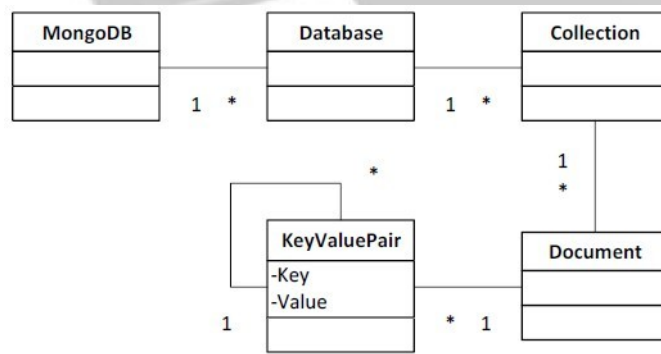 MongoDB
Database
Collection
1 *
1 *
1
*
*
KeyValuePair
-Key
-Value
Document
1
* 1